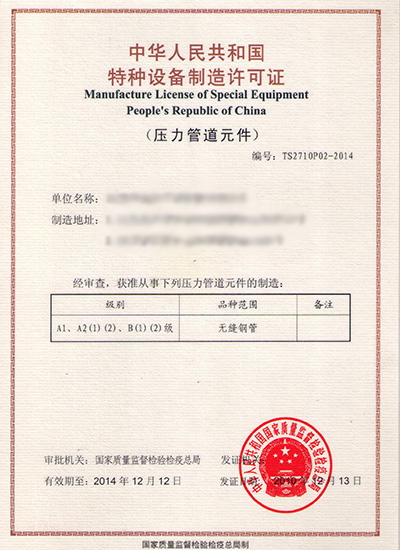 中华人民共和国
特种设备制造许可证
Manufacture License of Special Equipment
People's Republic of China
(压力管道元件)
编号: TS2710P02-2014
单位名称:
制造地址:
经审查，获准从事下列压力管道元件的制造:
级别 品种范围 备注
A1、A2(1)(2)、B(1)(2)级 无缝钢管
审批机关: 国家质量监督检验检疫总局 发证机关:
有效期至: 2014 年 12 月 12 日 发证日期: 2010 年 12 月 13 日
中华人民共和国国家质量监督检验检疫总局
国家质量监督检验检疫总局制